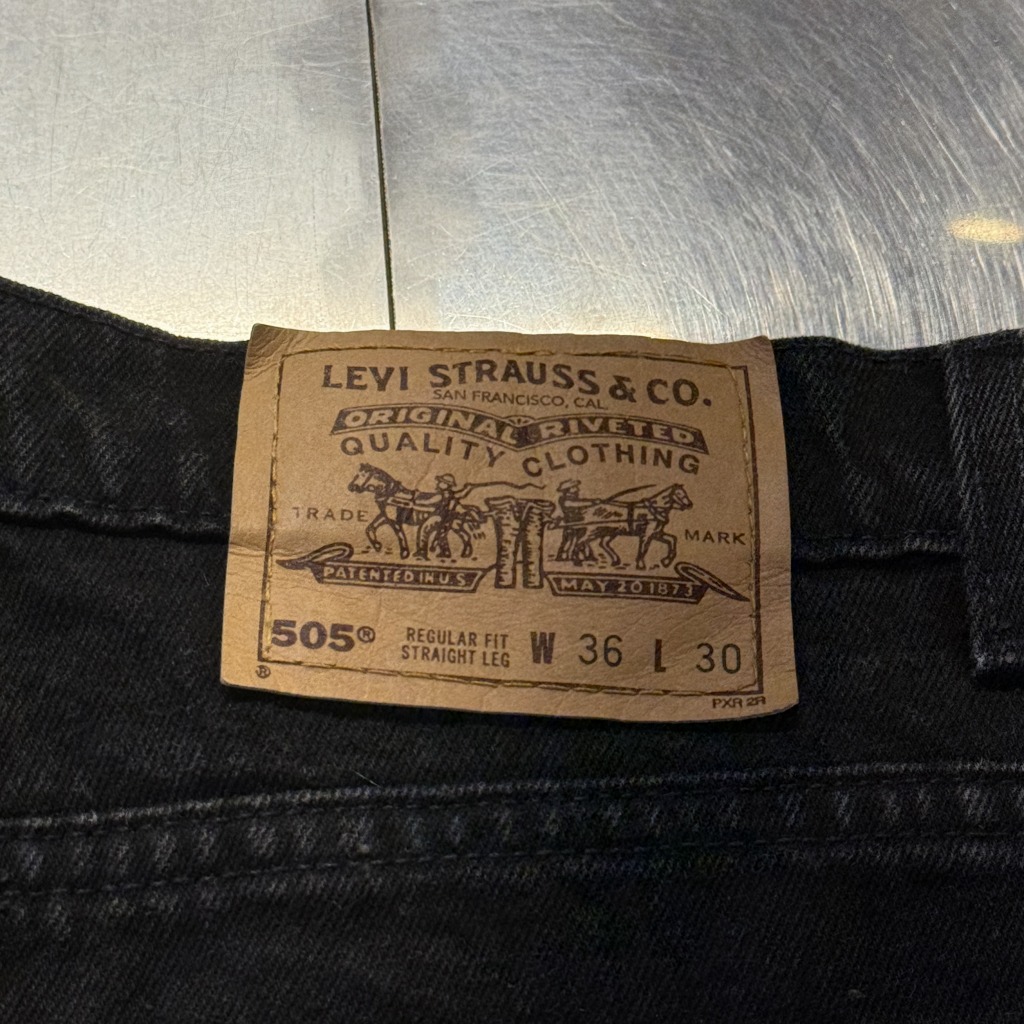 LEVI STRAUSS & CO.
SAN FRANCISCO, CAL.
ORIGINAL RIVETED
QUALITY CLOTHING
TRADE MARK
PATENTED IN U.S. MAY 20 1873
505® REGULAR FIT
STRAIGHT LEG W 36 L 30
®
PXR 2R